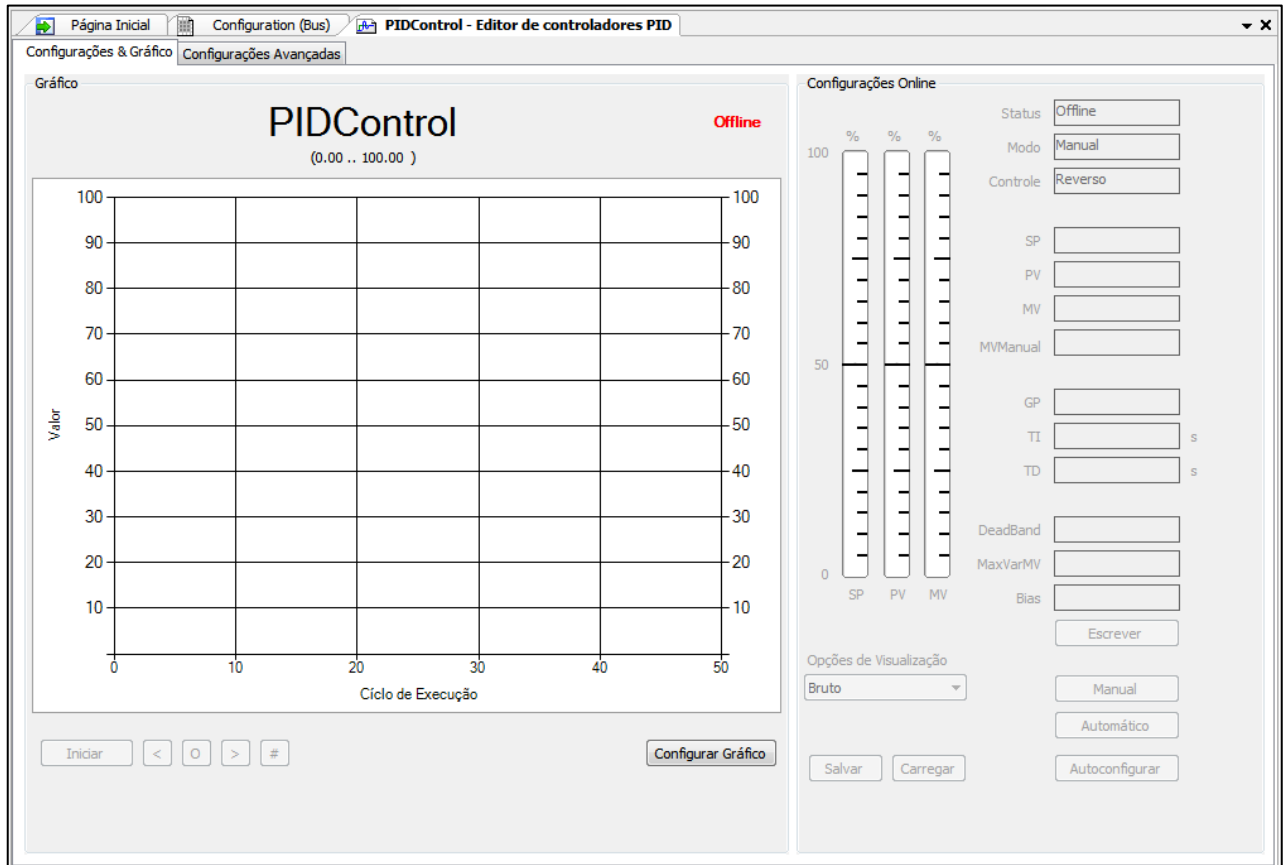 Página Inicial Configuration (Bus) PIDControl - Editor de controladores PID
Configurações & Gráfico Configurações Avançadas
Gráfico
PIDControl
Offline
(0.00 .. 100.00 )
100 100
90 90
80 80
70 70
60 60
50 50
40 40
30 30
20 20
10 10
Valor
0 10 20 30 40 50
Cíclo de Execução
Iniciar < O > # Configurar Gráfico
Configurações Online
% % %
100
50
0
SP PV MV
Status Offline
Modo Manual
Controle Reverso
SP
PV
MV
MVManual
GP
TI s
TD s
DeadBand
MaxVarMV
Bias
Escrever
Opções de Visualização
Bruto
Manual
Automático
Salvar Carregar Autoconfigurar